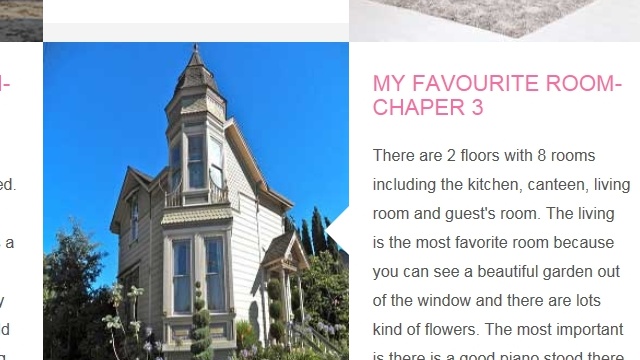 I-
ed.
s a
y
d
g
MY FAVOURITE ROOM-
CHAPER 3
There are 2 floors with 8 rooms
including the kitchen, canteen, living
room and guest's room. The living
is the most favorite room because
you can see a beautiful garden out
of the window and there are lots
kind of flowers. The most important
is there is a good piano stood there